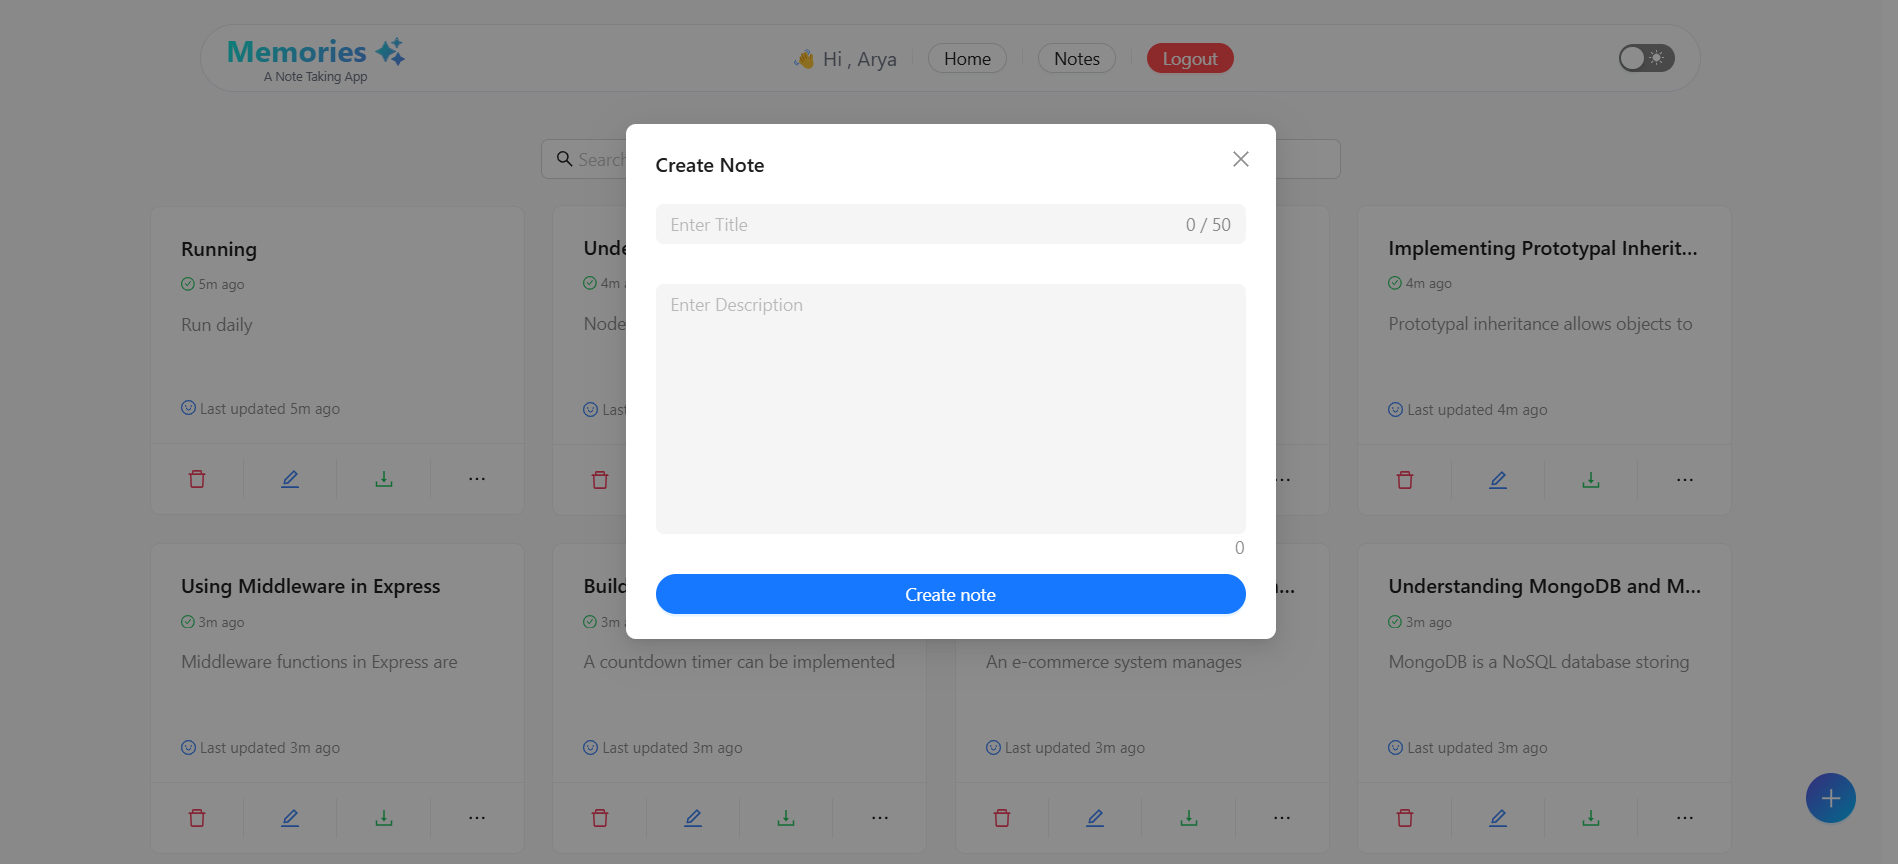 Memories
A Note Taking App
Hi , Arya
Home
Notes
Logout
Search
Create Note
Enter Title
0 / 50
Enter Description
0
Create note
Running
5m ago
Run daily
Last updated 5m ago
4m
Node
Implementing Prototypal Inherit...
4m ago
Prototypal inheritance allows objects to
Last updated 4m ago
...
Using Middleware in Express
3m ago
Middleware functions in Express are
Last updated 3m ago
3m
A countdown timer can be implemented
Last updated 3m ago
...
An e-commerce system manages
Last updated 3m ago
Understanding MongoDB and M...
3m ago
MongoDB is a NoSQL database storing
Last updated 3m ago